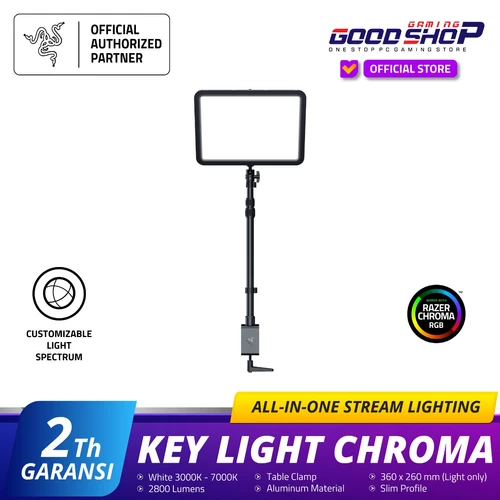 OFFICIAL
AUTHORIZED
PARTNER
GAMING
GOODSHOP
ONE STOP PC GAMING STORE
OFFICIAL STORE
CUSTOMIZABLE
LIGHT
SPECTRUM
RAZER
CHROMA
RGB
ALL-IN-ONE STREAM LIGHTING
2Th
GARANSI
KEY LIGHT CHROMA
White 3000K - 7000K
Table Clamp
360 x 260 mm (Light only)
2800 Lumens
Aluminum Material
Slim Profile